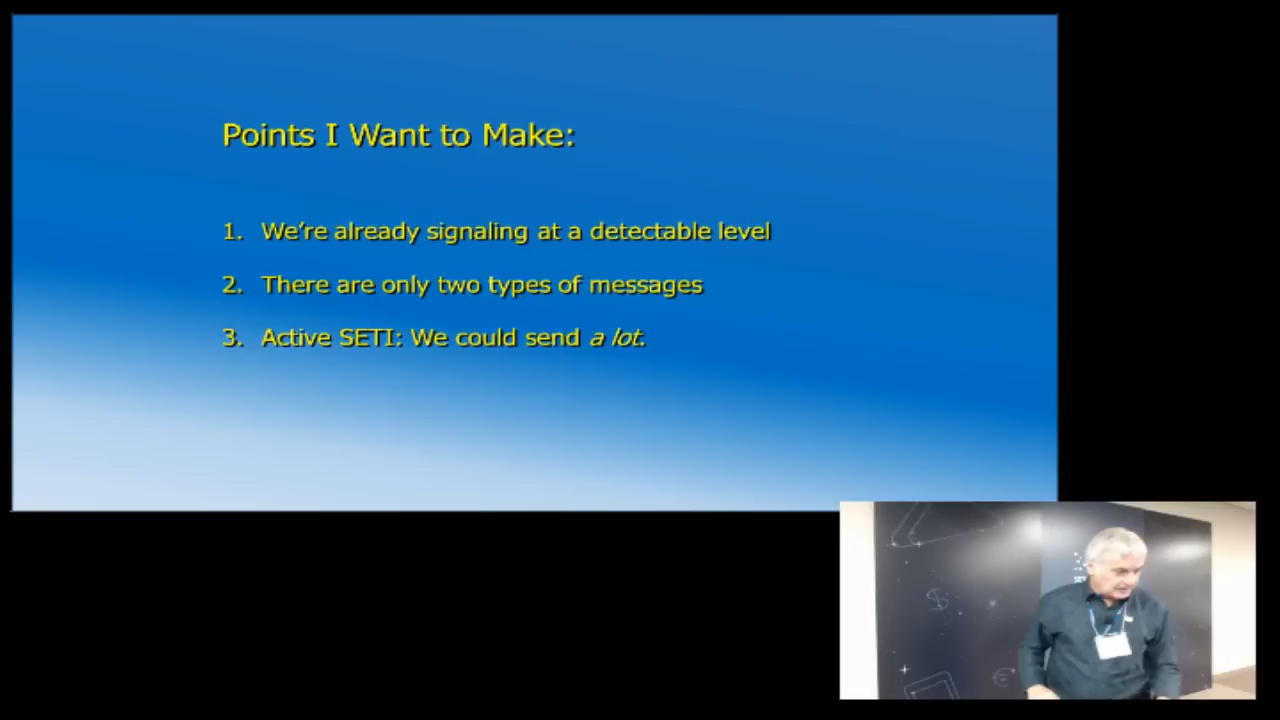 Points I Want to Make:
1. We’re already signaling at a detectable level
2. There are only two types of messages
3. Active SETI: We could send a lot.